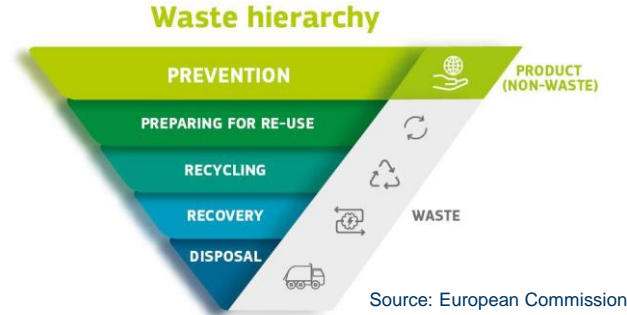 Waste hierarchy
PREVENTION
PRODUCT
(NON-WASTE)
PREPARING FOR RE-USE
RECYCLING
RECOVERY
WASTE
DISPOSAL
Source: European Commission